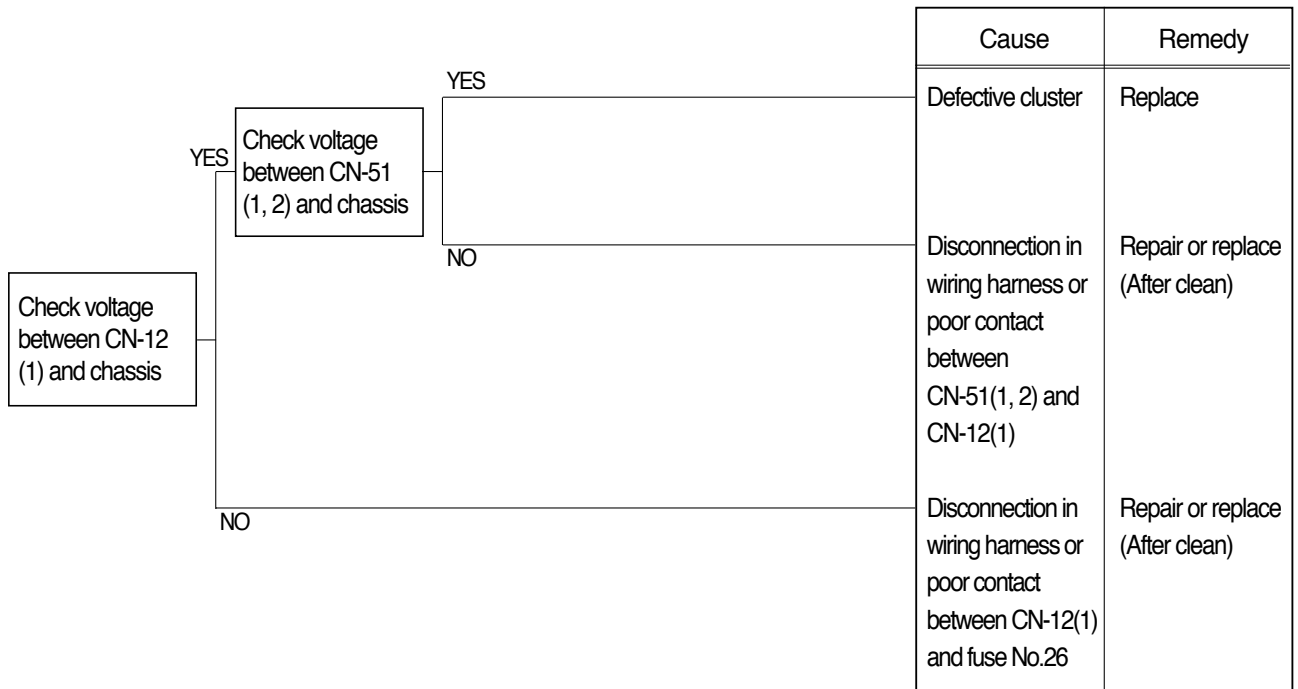 Cause
Remedy
YES
Defective cluster
Replace
Check voltage
between CN-51
(1, 2) and chassis
YES
NO
Disconnection in
wiring harness or
poor contact
between
CN-51(1, 2) and
CN-12(1)
Repair or replace
(After clean)
Check voltage
between CN-12
(1) and chassis
NO
Disconnection in
wiring harness or
poor contact
between CN-12(1)
and fuse No.26
Repair or replace
(After clean)